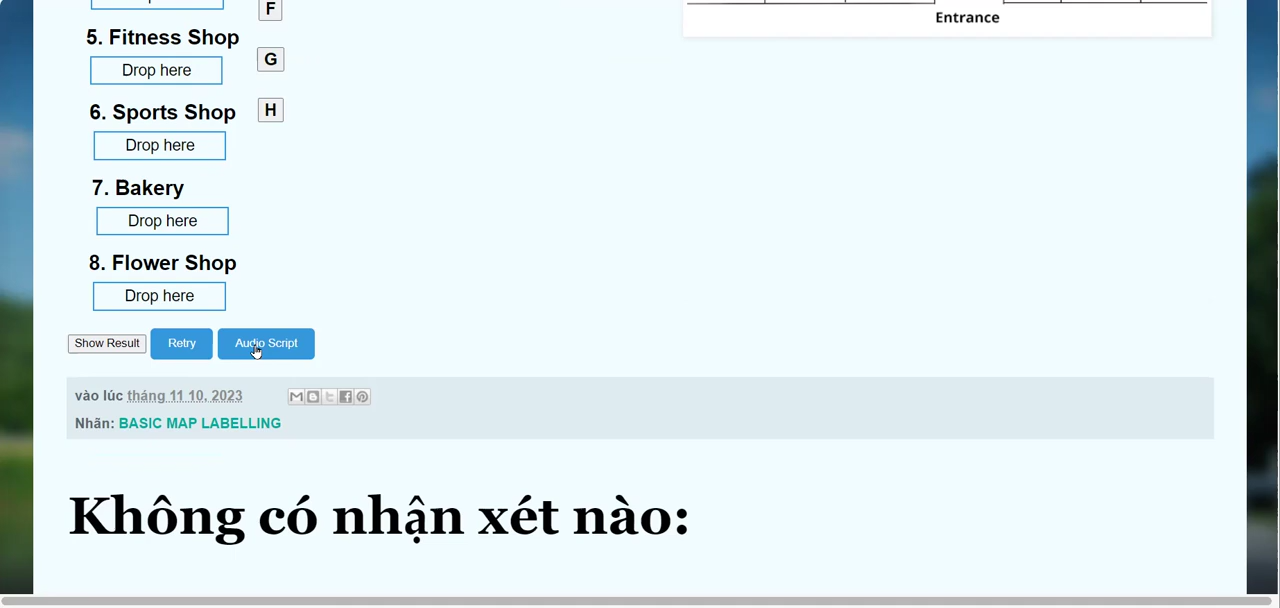 F
Entrance
5. Fitness Shop
Drop here
G
6. Sports Shop
H
Drop here
7. Bakery
Drop here
8. Flower Shop
Drop here
Show Result
Retry
Audio Script
vào lúc tháng 11 10, 2023
Nhãn: BASIC MAP LABELLING
Không có nhận xét nào: